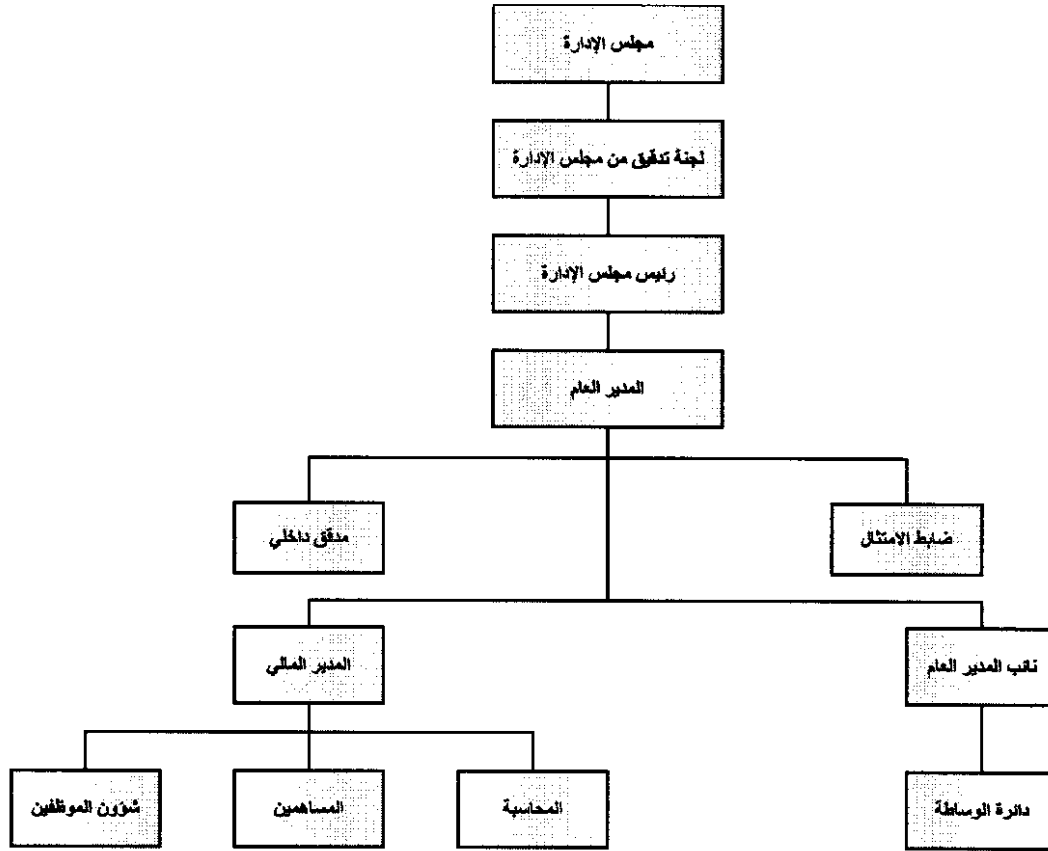 مجلس الإدارة
لجنة تدقيق من مجلس الإدارة
رئيس مجلس الإدارة
المدير العام
ضابط الامتثال
مدقق داخلي
نائب المدير العام
المدير المالي
دائرة الوساطة
المحاسبة
المساهمين
شؤون الموظفين